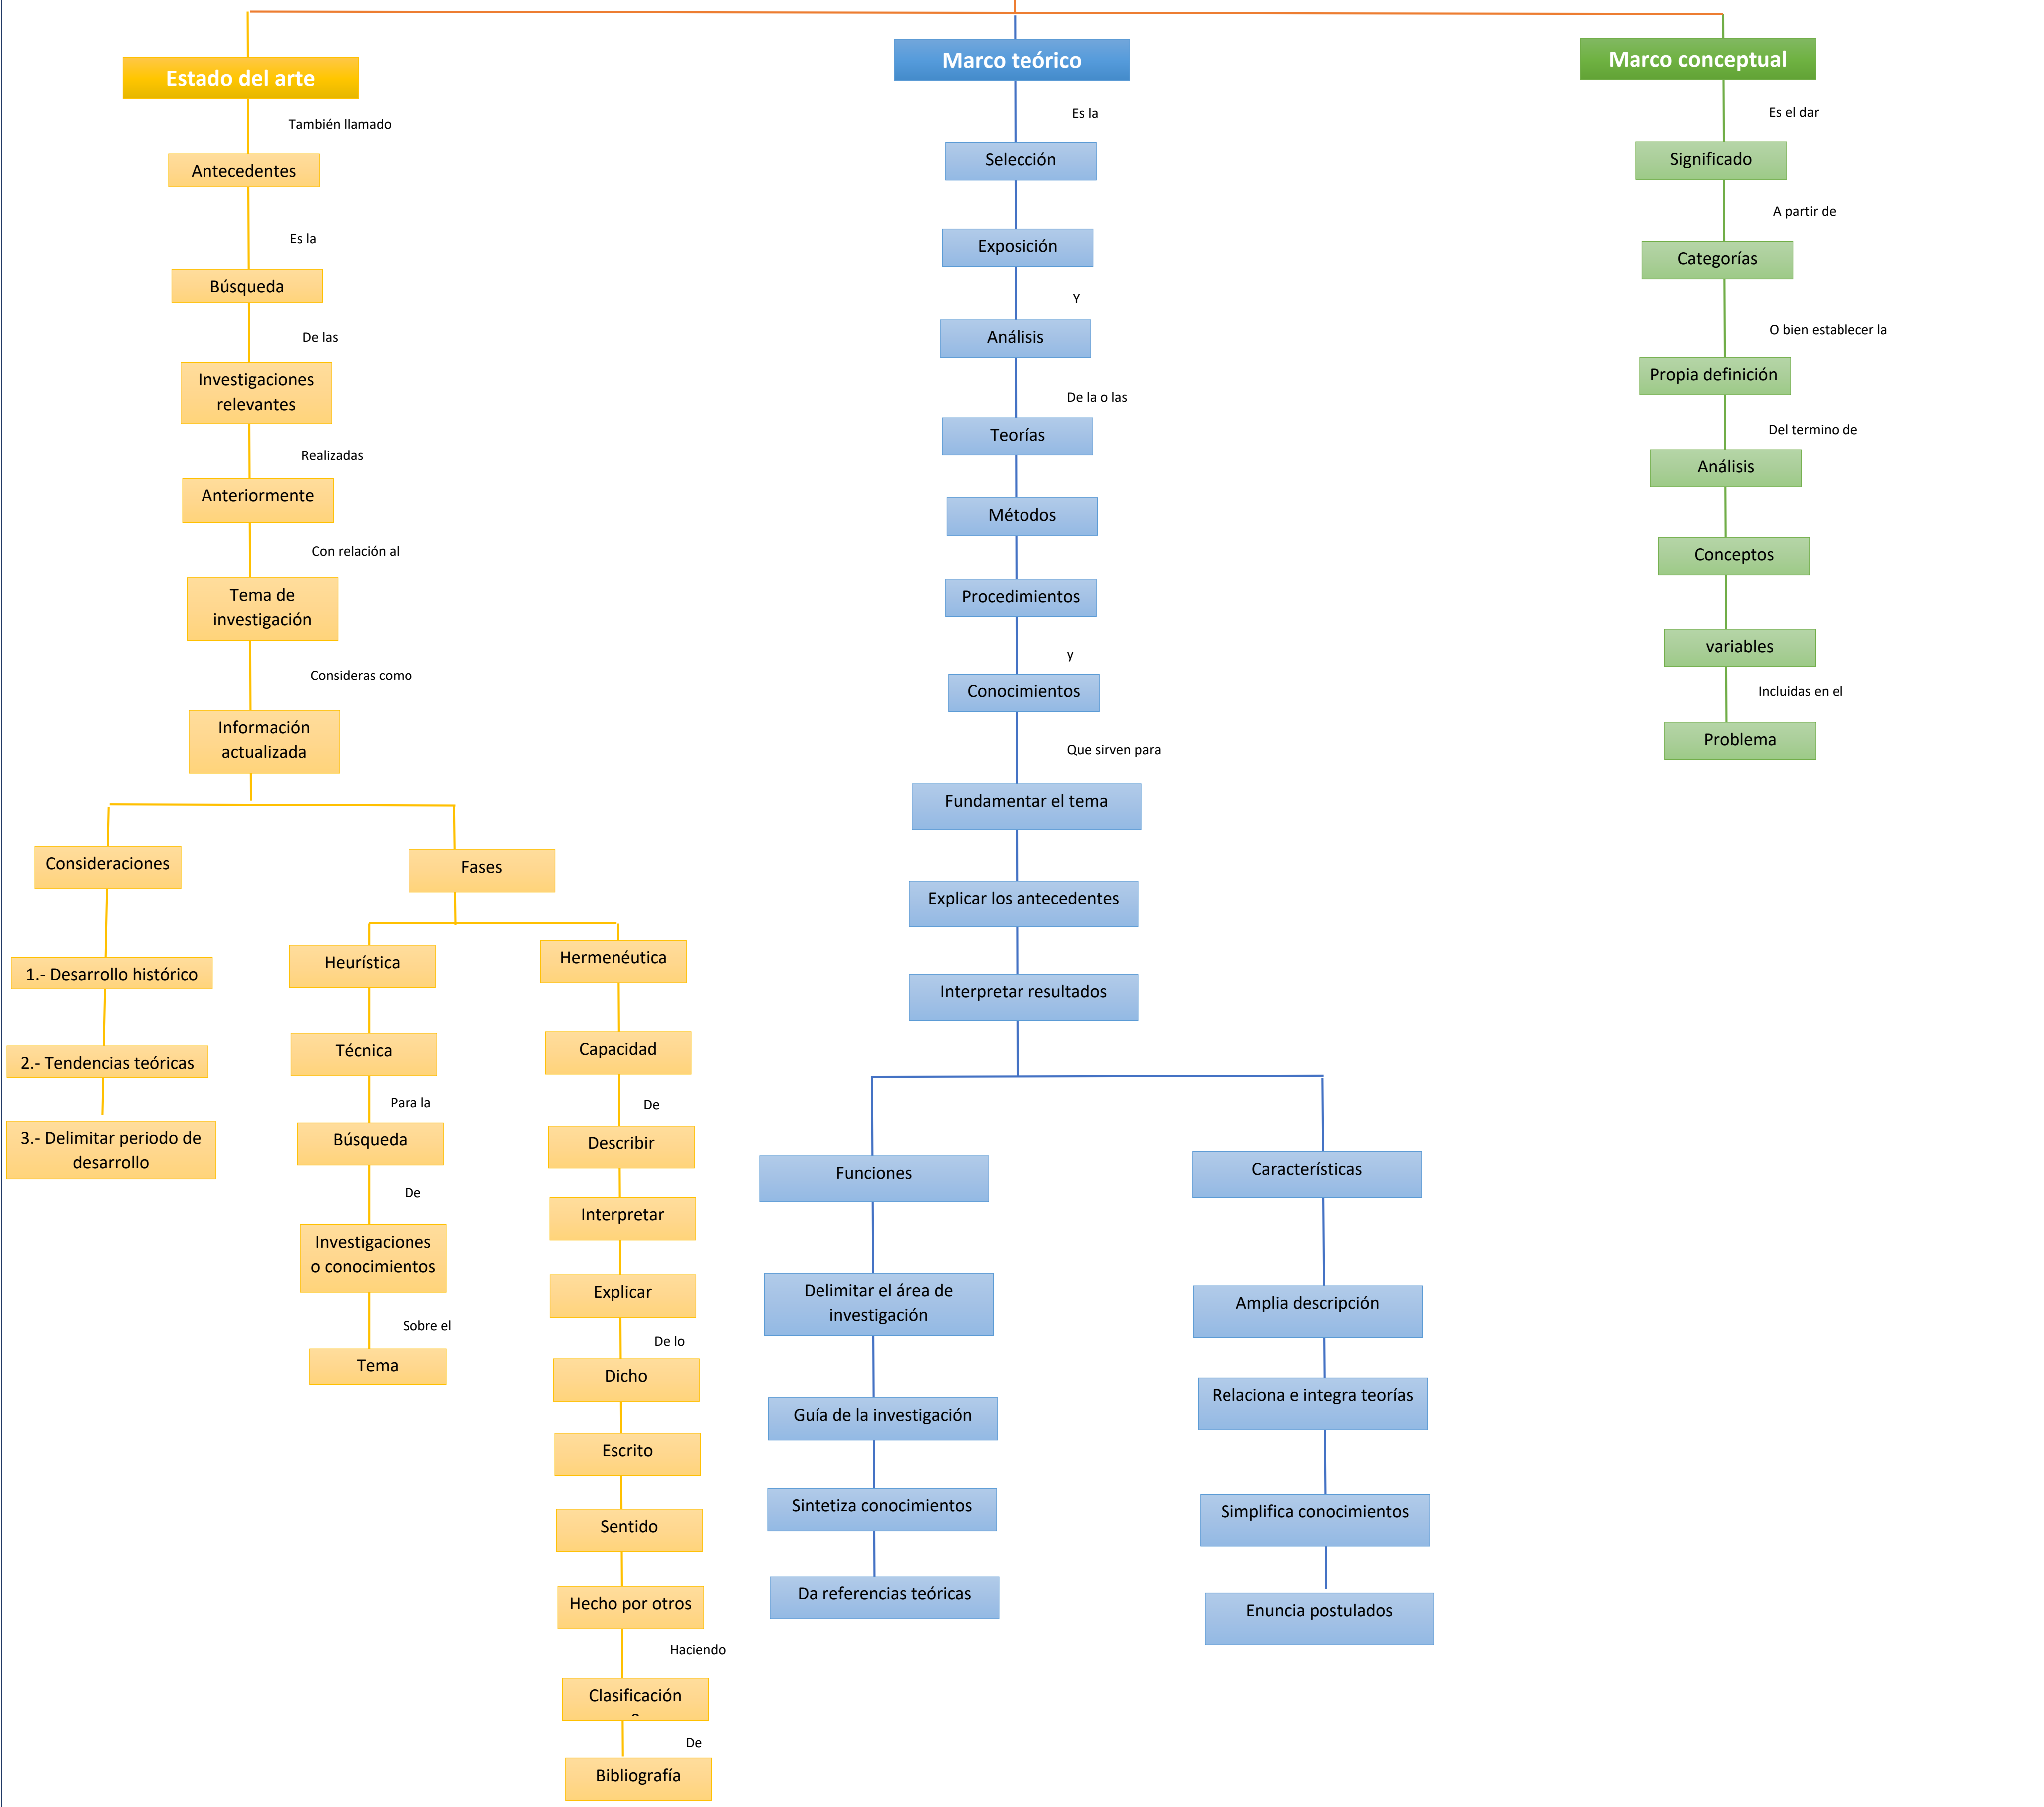 Estado del arte
También llamado
Antecedentes
Es la
Búsqueda
De las
Investigaciones
relevantes
Realizadas
Anteriormente
Con relación al
Tema de
investigación
Consideras como
Información
actualizada
Consideraciones
1.- Desarrollo histórico
2.- Tendencias teóricas
3.- Delimitar periodo de
desarrollo
Fases
Heurística
Técnica
Para la
Búsqueda
De
Investigaciones
o conocimientos
Sobre el
Tema
Hermenéutica
Capacidad
De
Describir
Interpretar
Explicar
De lo
Dicho
Escrito
Sentido
Hecho por otros
Haciendo
Clasificación
De
Bibliografía
Marco teórico
Es la
Selección
Exposición
Y
Análisis
De la o las
Teorías
Métodos
Procedimientos
y
Conocimientos
Que sirven para
Fundamentar el tema
Explicar los antecedentes
Interpretar resultados
Funciones
Delimitar el área de
investigación
Guía de la investigación
Sintetiza conocimientos
Da referencias teóricas
Características
Amplia descripción
Relaciona e integra teorías
Simplifica conocimientos
Enuncia postulados
Marco conceptual
Es el dar
Significado
A partir de
Categorías
O bien establecer la
Propia definición
Del termino de
Análisis
Conceptos
variables
Incluidas en el
Problema